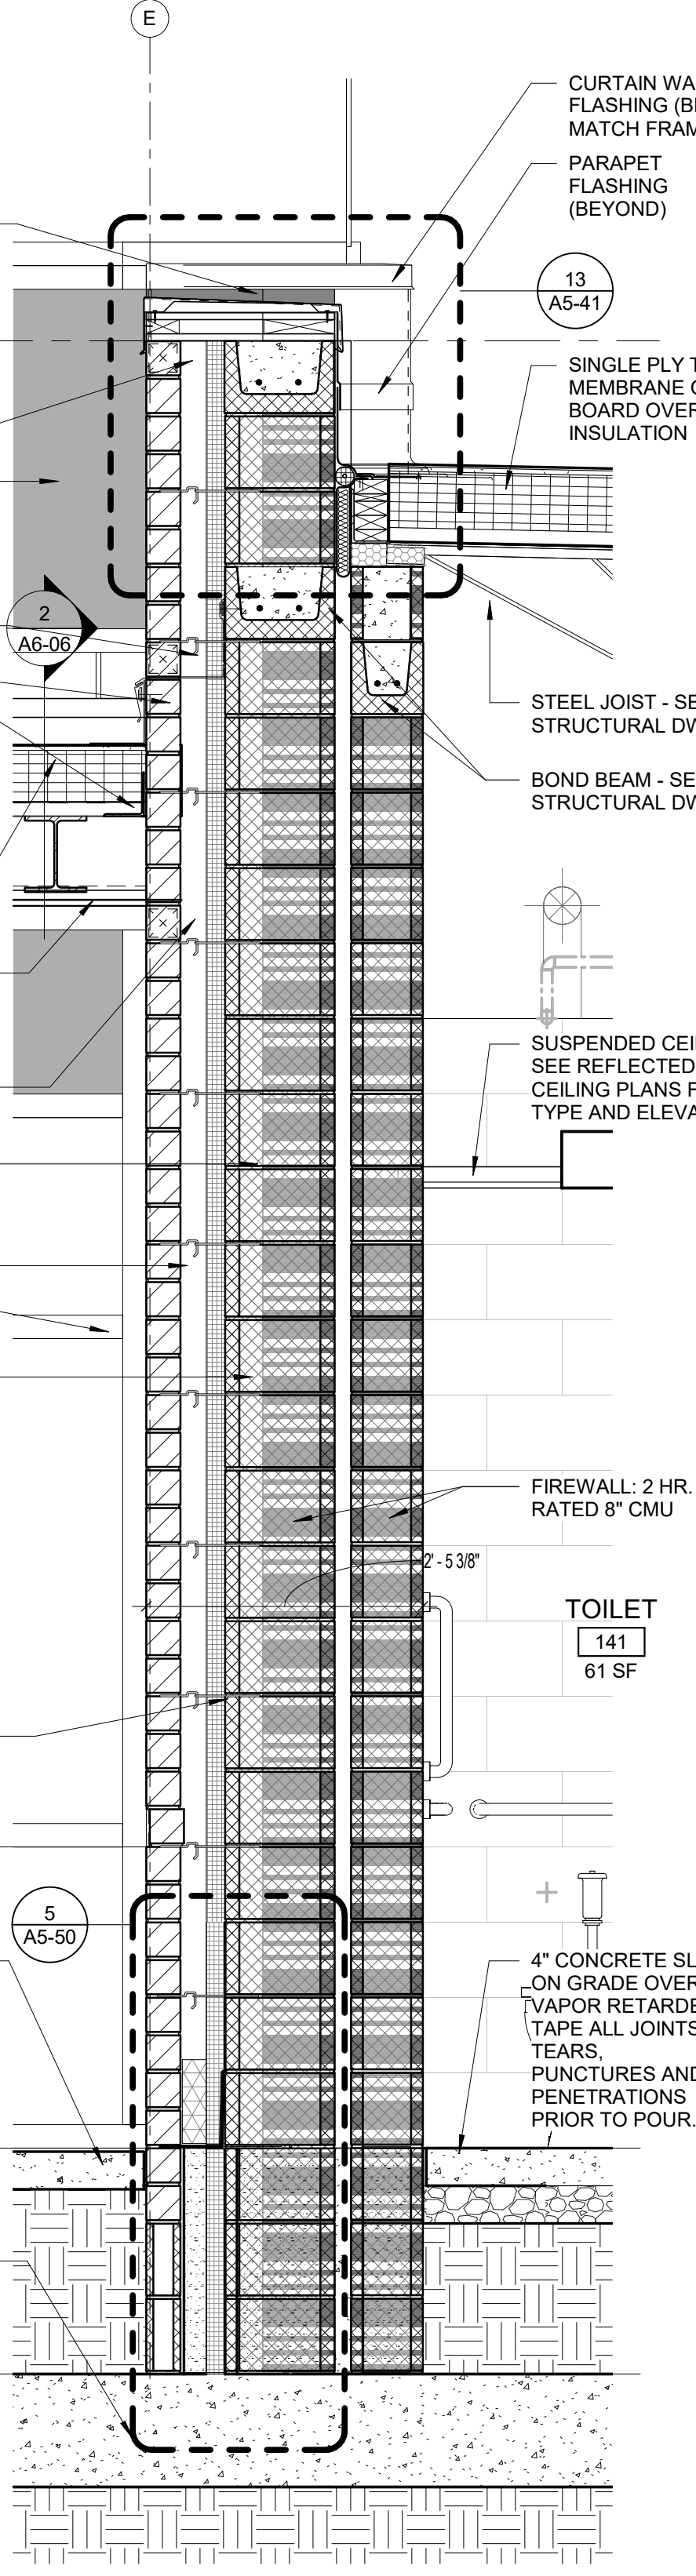 E
CURTAIN WA
FLASHING (B
MATCH FRAM
PARAPET
FLASHING
(BEYOND)
13
A5-41
SINGLE PLY T
MEMBRANE
BOARD OVER
INSULATION
2
A6-06
STEEL JOIST - SE
STRUCTURAL DW
BOND BEAM - SE
STRUCTURAL DW
SUSPENDED CEI
SEE REFLECTED
CEILING PLANS F
TYPE AND ELEVA
FIREWALL: 2 HR.
RATED 8" CMU
2' - 5 3/8"
TOILET
141
61 SF
5
A5-50
4" CONCRETE SL
ON GRADE OVER
VAPOR RETARDE
TAPE ALL JOINTS
TEARS,
PUNCTURES AND
PENETRATIONS
PRIOR TO POUR.